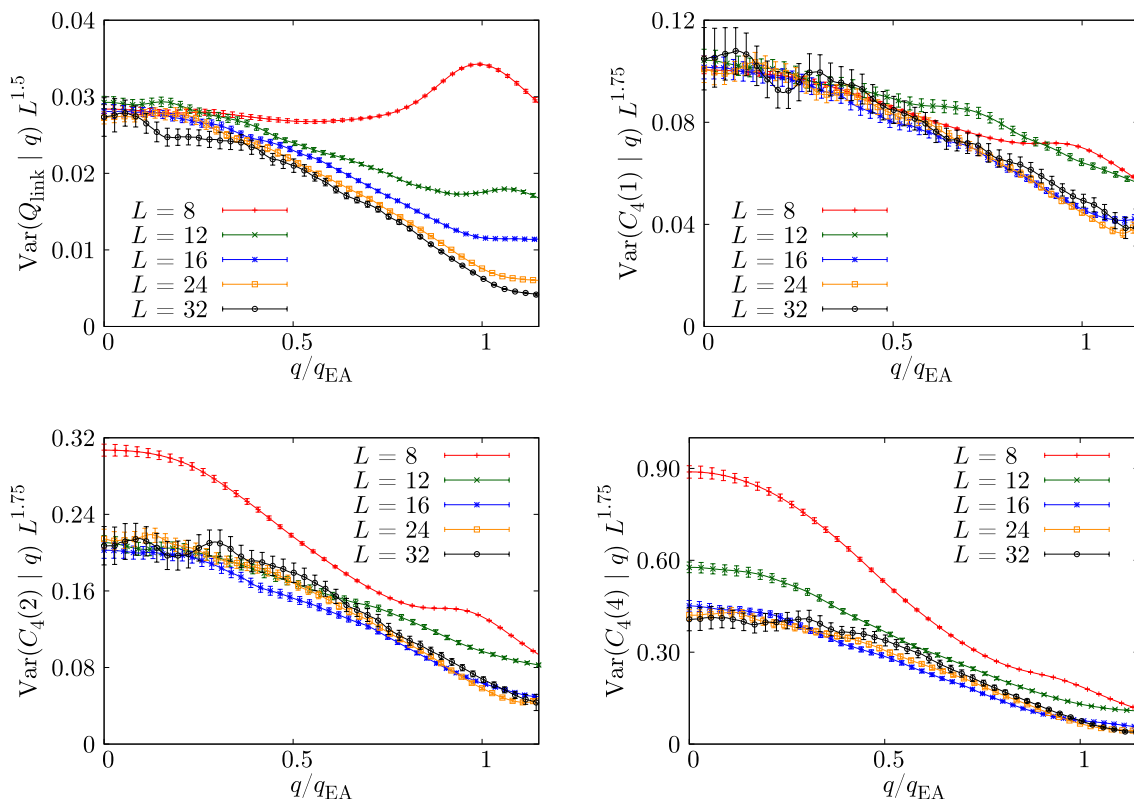 Var(Q_link | q) L^1.5
0.04
0.03
0.02
0.01
0
L = 8
L = 12
L = 16
L = 24
L = 32
0 0.5 1
q/q_EA
Var(C_4(1) | q) L^1.75
0.12
0.08
0.04
0
L = 8
L = 12
L = 16
L = 24
L = 32
0 0.5 1
q/q_EA
Var(C_4(2) | q) L^1.75
0.32
0.24
0.16
0.08
0
L = 8
L = 12
L = 16
L = 24
L = 32
0 0.5 1
q/q_EA
Var(C_4(4) | q) L^1.75
0.90
0.60
0.30
0
L = 8
L = 12
L = 16
L = 24
L = 32
0 0.5 1
q/q_EA